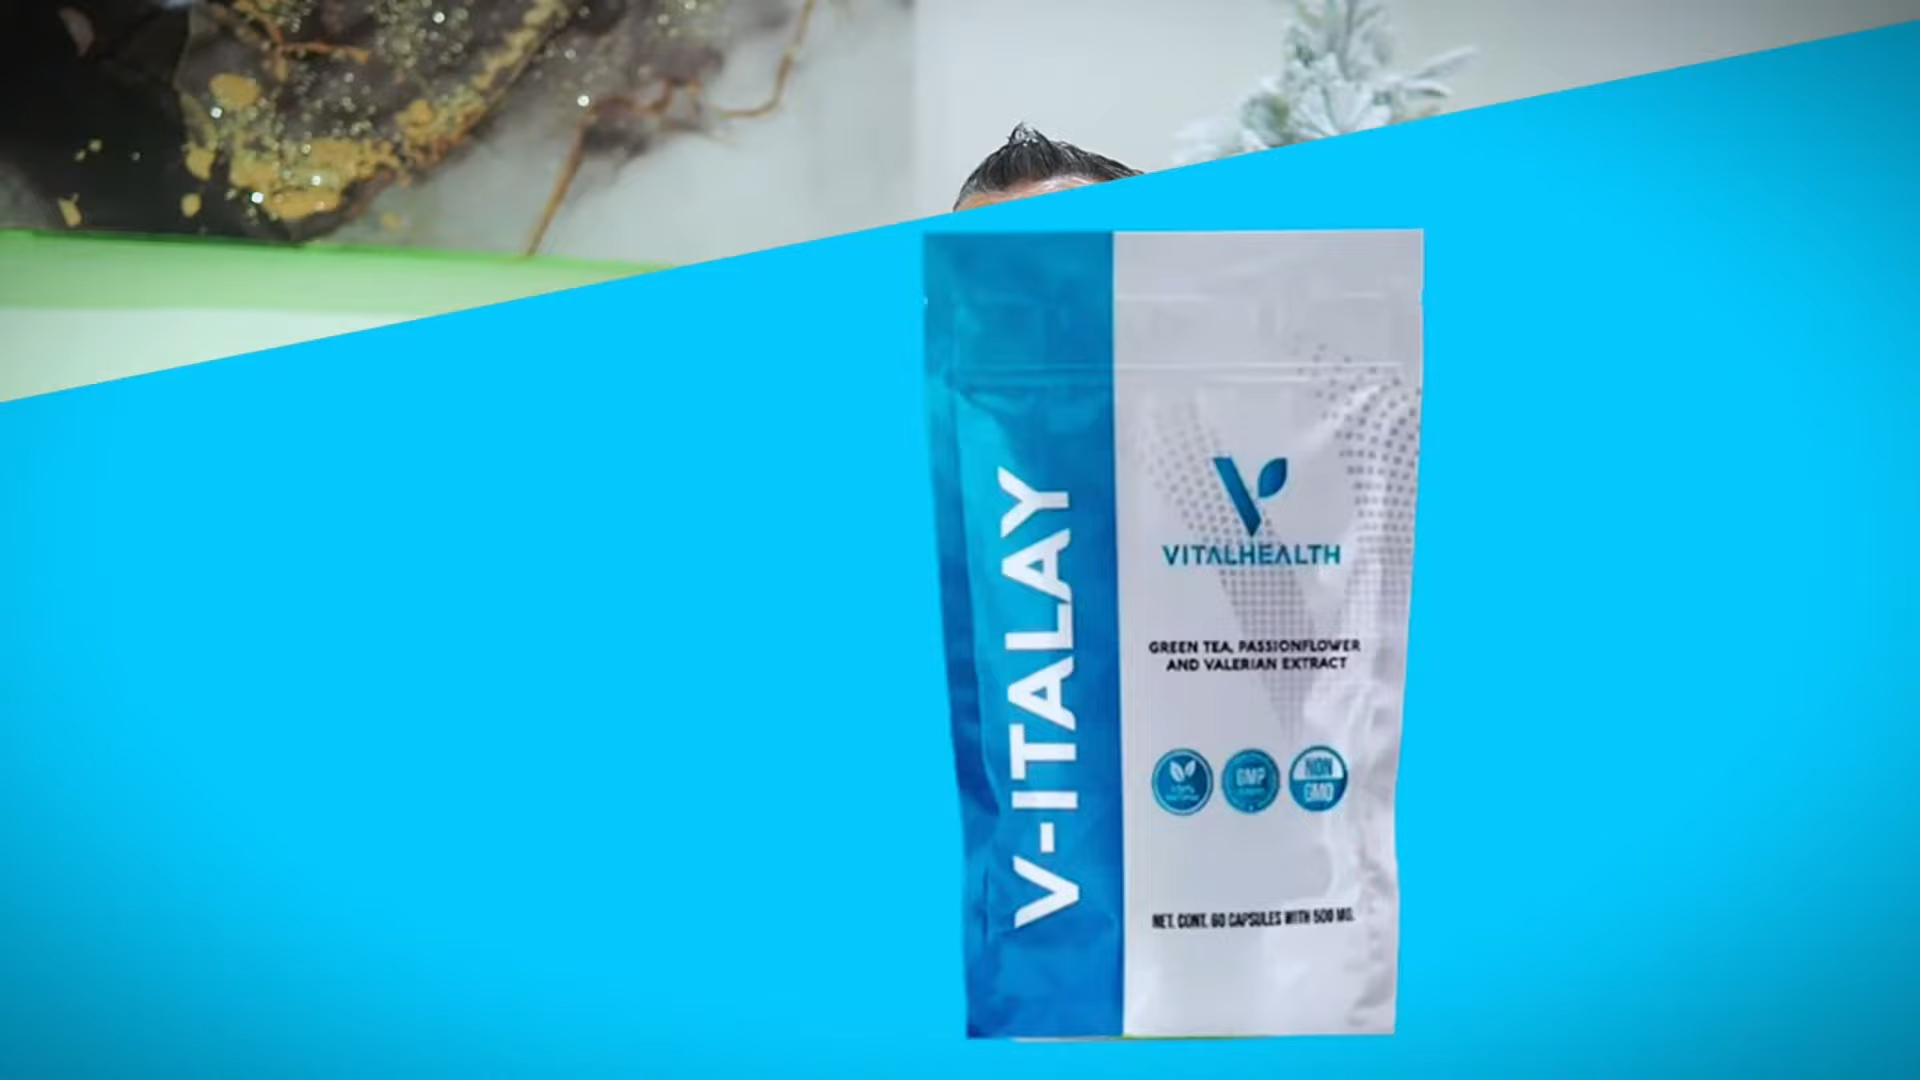 V-ITALAY
VITALHEALTH
GREEN TEA, PASSIONFLOWER
AND VALERIAN EXTRACT
GMP
NON
GMO
NET. CONT. 60 CAPSULES WITH 500 MG.